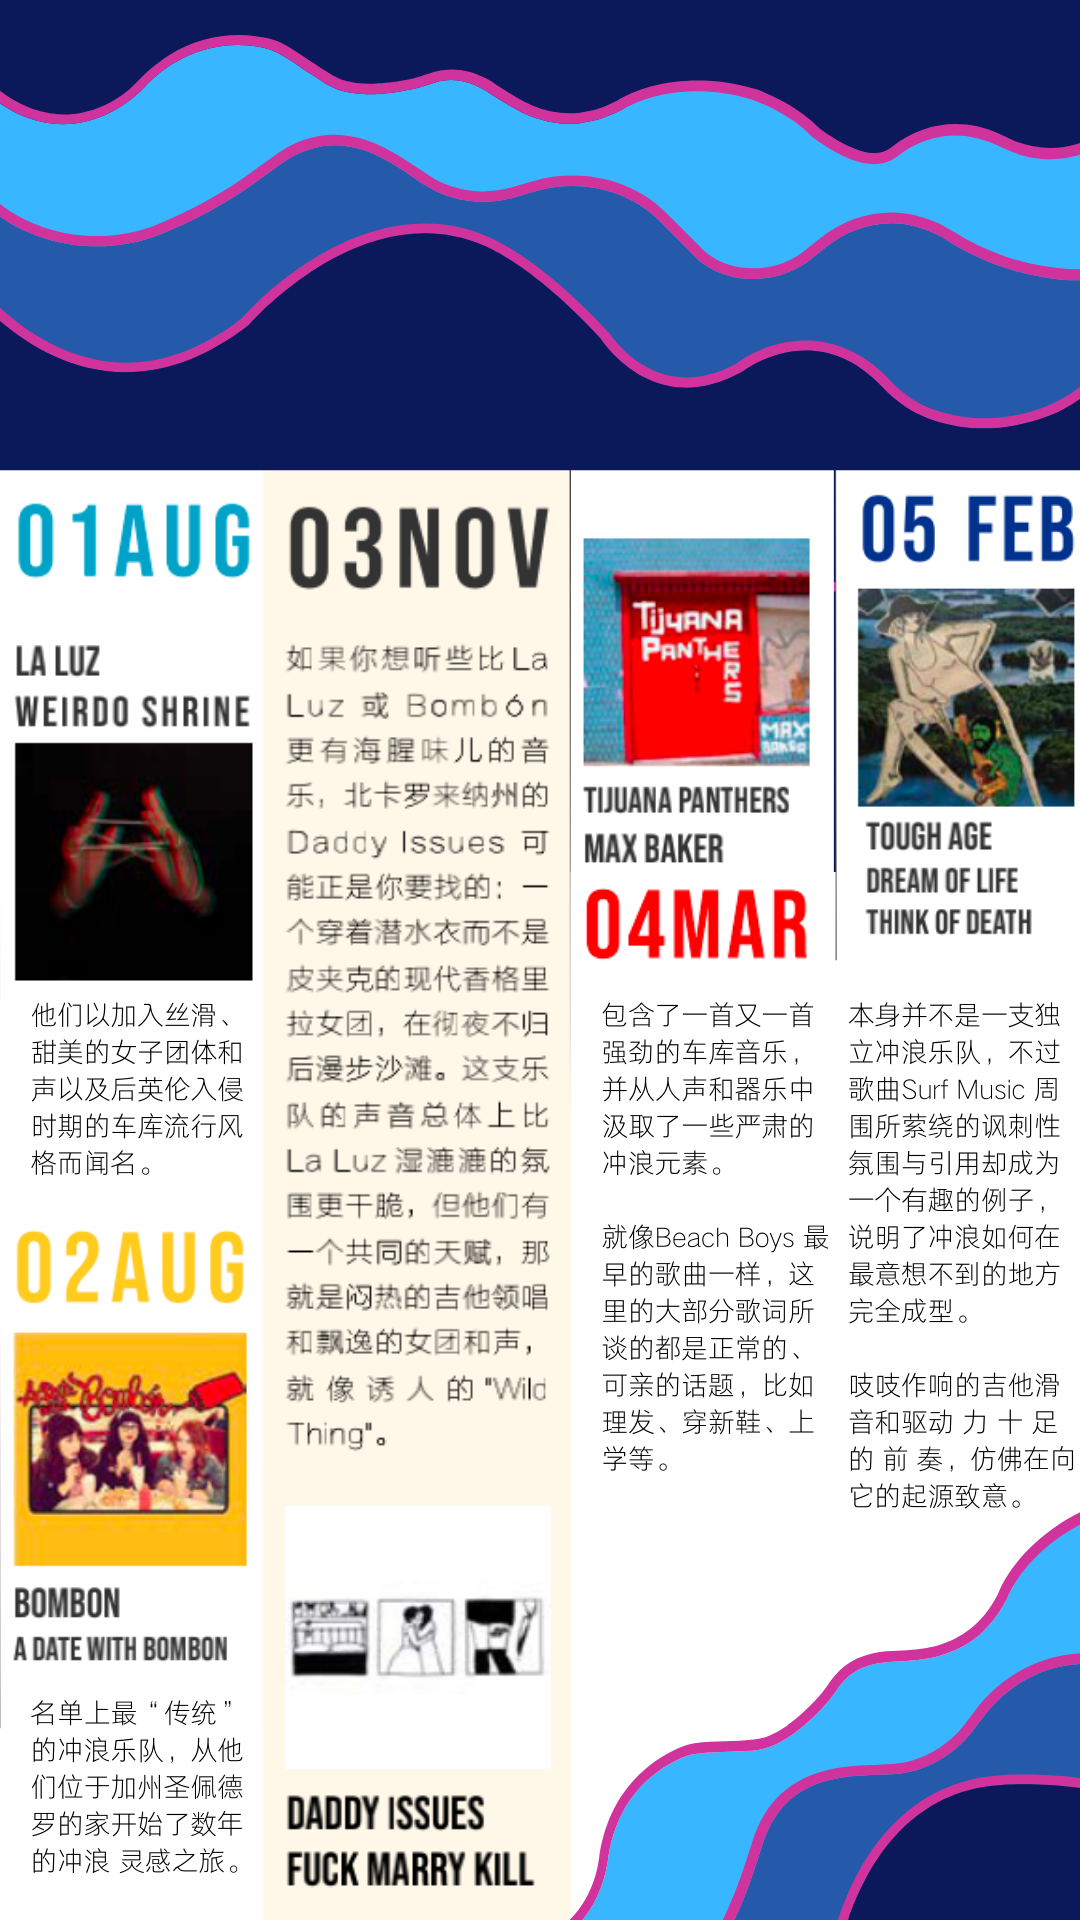 01AUG
LA LUZ
WEIRDO SHRINE
他们以加入丝滑、
甜美的女子团体和
声以及后英伦入侵
时期的车库流行风
格而闻名。
02AUG
BOMBON
A DATE WITH BOMBON
名单上最“传统”
的冲浪乐队，从他
们位于加州圣佩德
罗的家开始了数年
的冲浪 灵感之旅。
03NOV
如果你想听些比La
Luz 或 Bombón
更有海腥味儿的音
乐，北卡罗来纳州的
Daddy Issues 可
能正是你要找的：一
个穿着潜水衣而不是
皮夹克的现代香格里
拉女团，在彻夜不归
后漫步沙滩。这支乐
队的声音总体上比
La Luz 湿漉漉的氛
围更干脆，但他们有
一个共同的天赋，那
就是闷热的吉他领唱
和飘逸的女团和声，
就像诱人的"Wild
Thing"。
DADDY ISSUES
FUCK MARRY KILL
TIJUANA
PANTHERS
MAX
BAKER
TIJUANA PANTHERS
MAX BAKER
04MAR
包含了一首又一首
强劲的车库音乐，
并从人声和器乐中
汲取了一些严肃的
冲浪元素。
就像Beach Boys 最
早的歌曲一样，这
里的大部分歌词所
谈的都是正常的、
可亲的话题，比如
理发、穿新鞋、上
学等。
05 FEB
TOUGH AGE
DREAM OF LIFE
THINK OF DEATH
本身并不是一支独
立冲浪乐队，不过
歌曲Surf Music 周
围所萦绕的讽刺性
氛围与引用却成为
一个有趣的例子，
说明了冲浪如何在
最意想不到的地方
完全成型。
吱吱作响的吉他滑
音和驱动 力 十 足
的 前 奏，仿佛在向
它的起源致意。